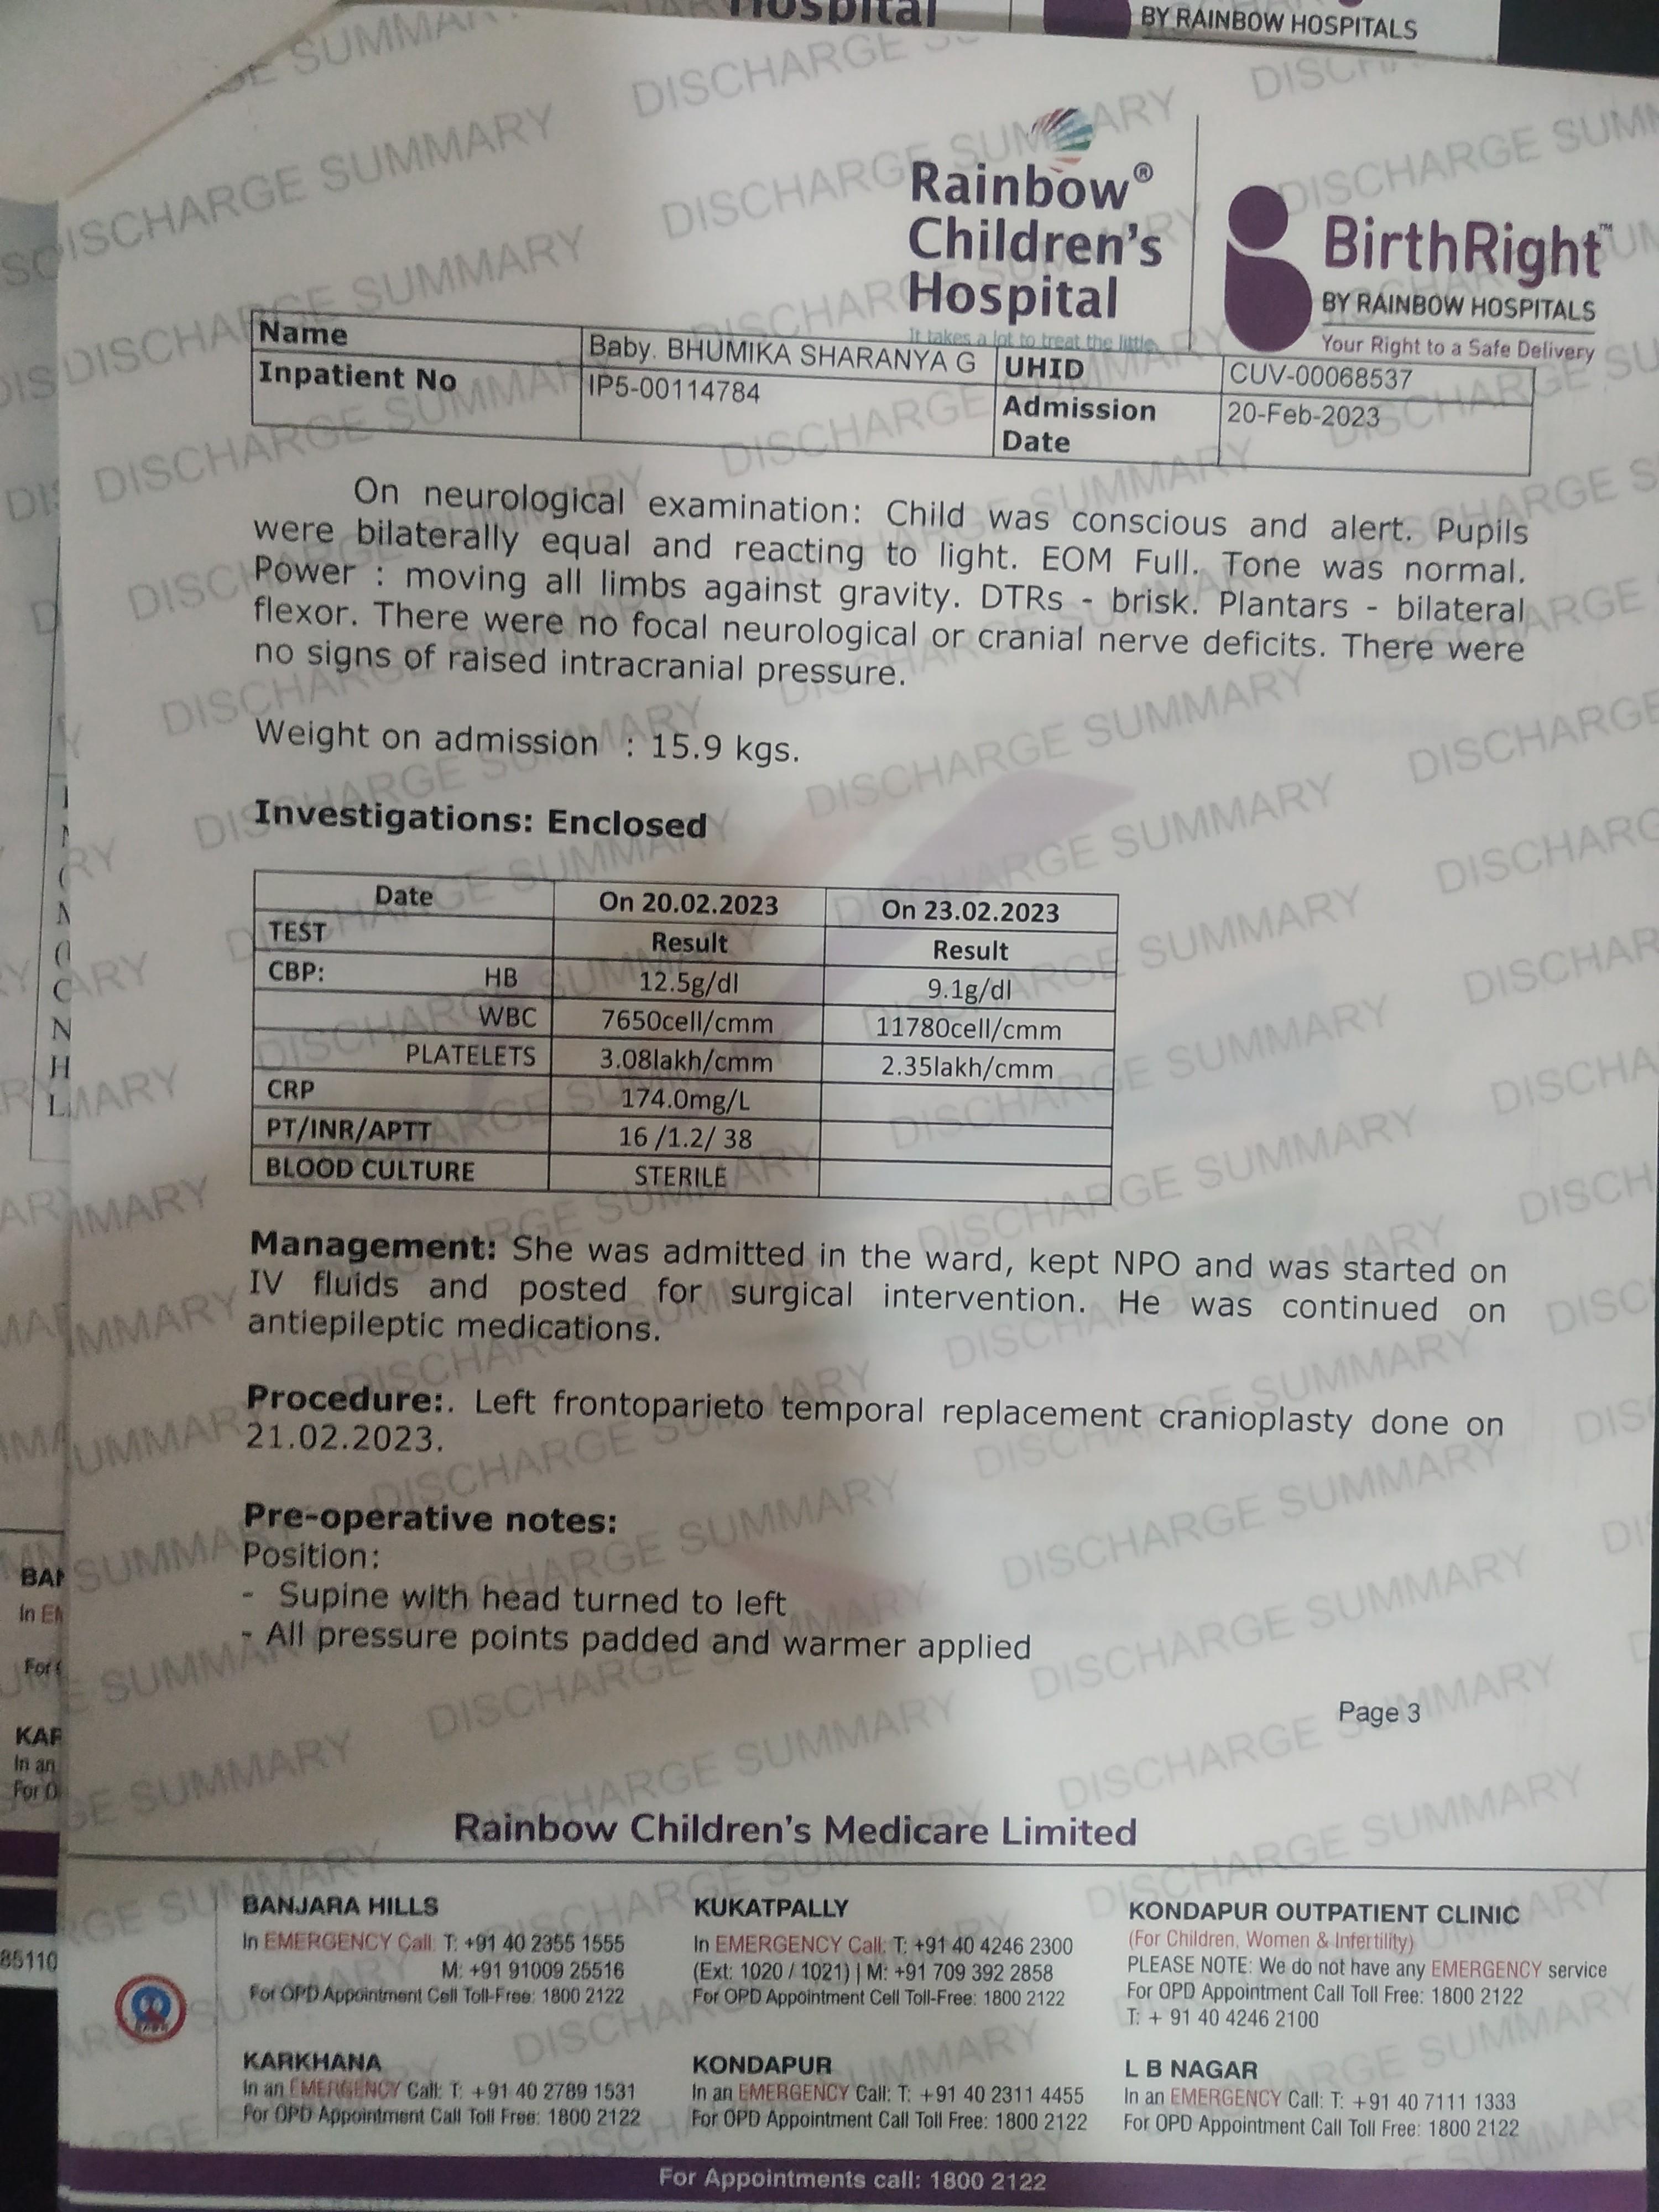 Hospital
BY RAINBOW HOSPITALS
Rainbow®
Children's
Hospital
It takes a lot to treat the little.
BirthRight™
BY RAINBOW HOSPITALS
Your Right to a Safe Delivery
Name Baby. BHUMIKA SHARANYA G UHID CUV-00068537
Inpatient No IP5-00114784 Admission Date 20-Feb-2023
On neurological examination: Child was conscious and alert. Pupils
were bilaterally equal and reacting to light. EOM Full. Tone was normal.
Power : moving all limbs against gravity. DTRs - brisk. Plantars - bilateral
flexor. There were no focal neurological or cranial nerve deficits. There were
no signs of raised intracranial pressure.
Weight on admission : 15.9 kgs.
Investigations: Enclosed
Date On 20.02.2023 On 23.02.2023
TEST Result Result
CBP: HB 12.5g/dl 9.1g/dl
WBC 7650cell/cmm 11780cell/cmm
PLATELETS 3.08lakh/cmm 2.35lakh/cmm
CRP 174.0mg/L
PT/INR/APTT 16 /1.2/ 38
BLOOD CULTURE STERILE
Management: She was admitted in the ward, kept NPO and was started on
IV fluids and posted for surgical intervention. He was continued on
antiepileptic medications.
Procedure:. Left frontoparieto temporal replacement cranioplasty done on
21.02.2023.
Pre-operative notes:
Position:
- Supine with head turned to left
- All pressure points padded and warmer applied
Page 3
Rainbow Children's Medicare Limited
BANJARA HILLS
In EMERGENCY Call: T: +91 40 2355 1555
M: +91 91009 25516
For OPD Appointment Cell Toll-Free: 1800 2122
KUKATPALLY
In EMERGENCY Call: T: +91 40 4246 2300
(Ext: 1020 / 1021) | M: +91 709 392 2858
For OPD Appointment Cell Toll-Free: 1800 2122
KONDAPUR OUTPATIENT CLINIC
(For Children, Women & Infertility)
PLEASE NOTE: We do not have any EMERGENCY service
For OPD Appointment Call Toll Free: 1800 2122
T: + 91 40 4246 2100
KARKHANA
In an EMERGENCY Call: T: +91 40 2789 1531
For OPD Appointment Call Toll Free: 1800 2122
KONDAPUR
In an EMERGENCY Call: T: +91 40 2311 4455
For OPD Appointment Call Toll Free: 1800 2122
L B NAGAR
In an EMERGENCY Call: T: +91 40 7111 1333
For OPD Appointment Call Toll Free: 1800 2122
For Appointments call: 1800 2122
DISCHARGE SUMMARY
85110